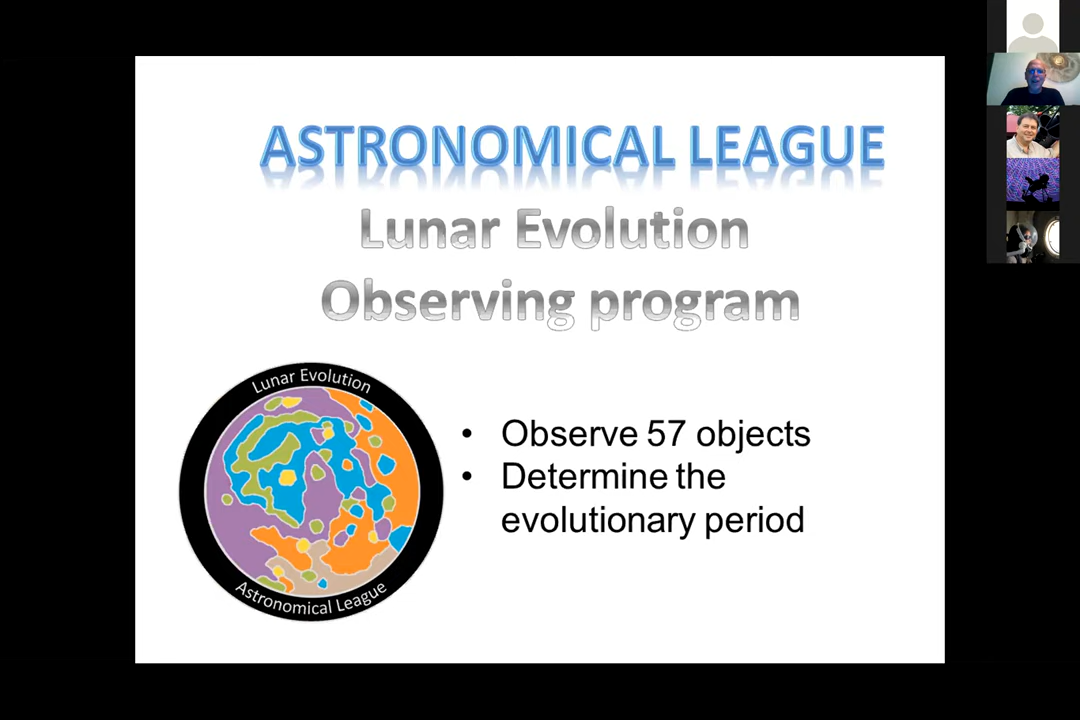 ASTRONOMICAL LEAGUE
Lunar Evolution
Observing program
Lunar Evolution
Astronomical League
• Observe 57 objects
• Determine the
evolutionary period